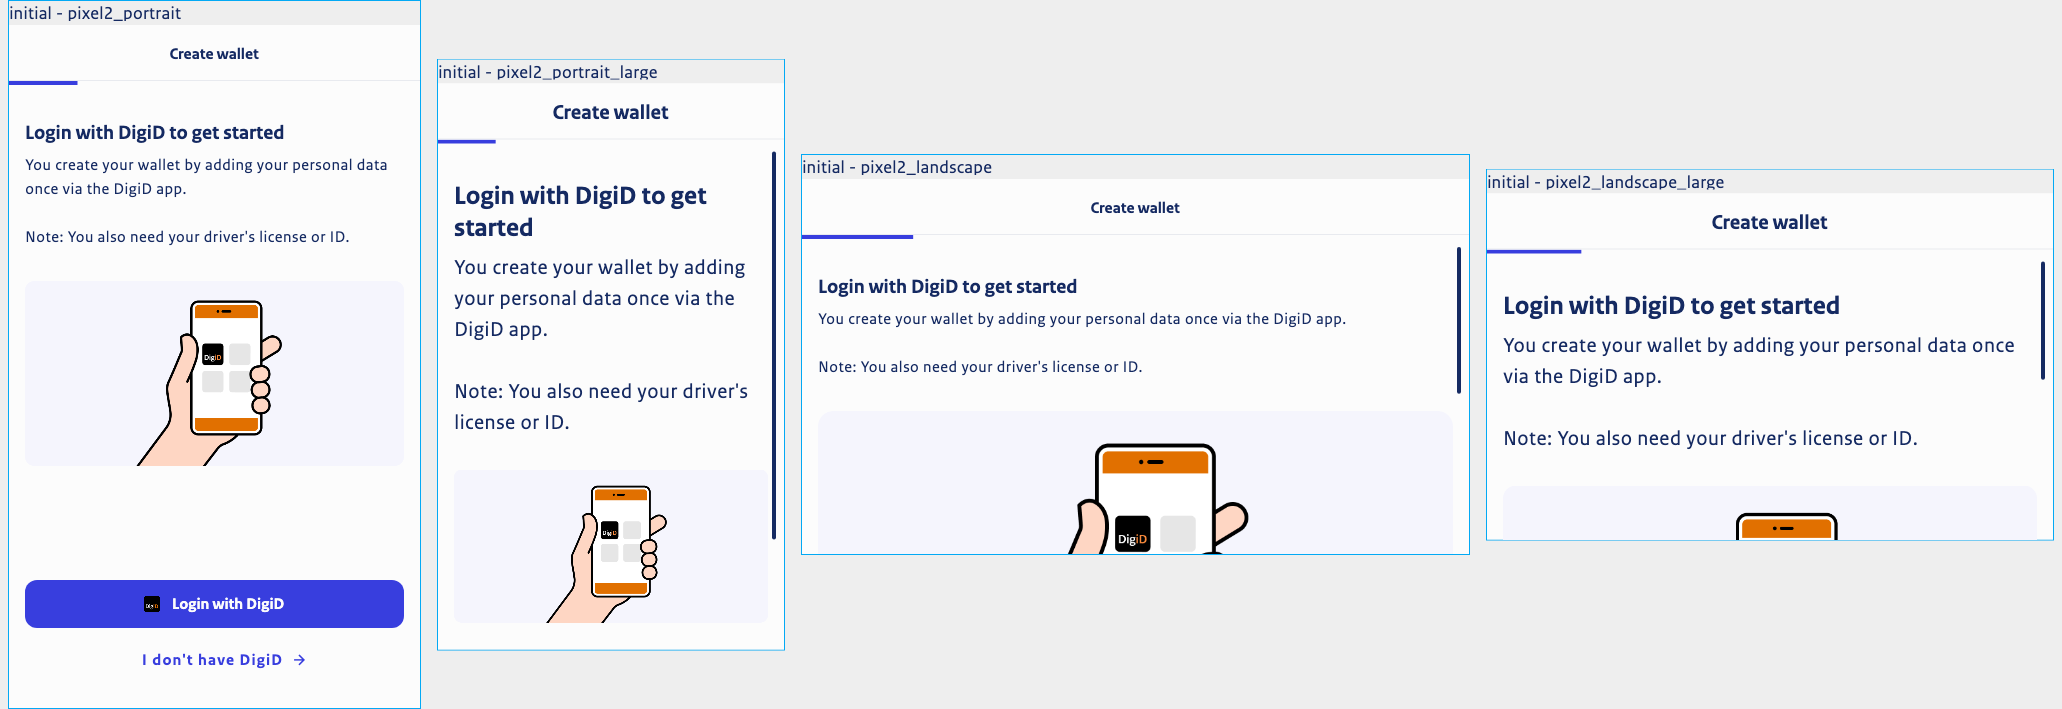 initial - pixel2_portrait
Create wallet
Login with DigiD to get started
You create your wallet by adding your personal data
once via the DigiD app.
Note: You also need your driver's license or ID.
DigiD
DigiD Login with DigiD
I don't have DigiD →
initial - pixel2_portrait_large
Create wallet
Login with DigiD to get
started
You create your wallet by adding
your personal data once via the
DigiD app.
Note: You also need your driver's
license or ID.
DigiD
initial - pixel2_landscape
Create wallet
Login with DigiD to get started
You create your wallet by adding your personal data once via the DigiD app.
Note: You also need your driver's license or ID.
DigiD
initial - pixel2_landscape_large
Create wallet
Login with DigiD to get started
You create your wallet by adding your personal data once
via the DigiD app.
Note: You also need your driver's license or ID.